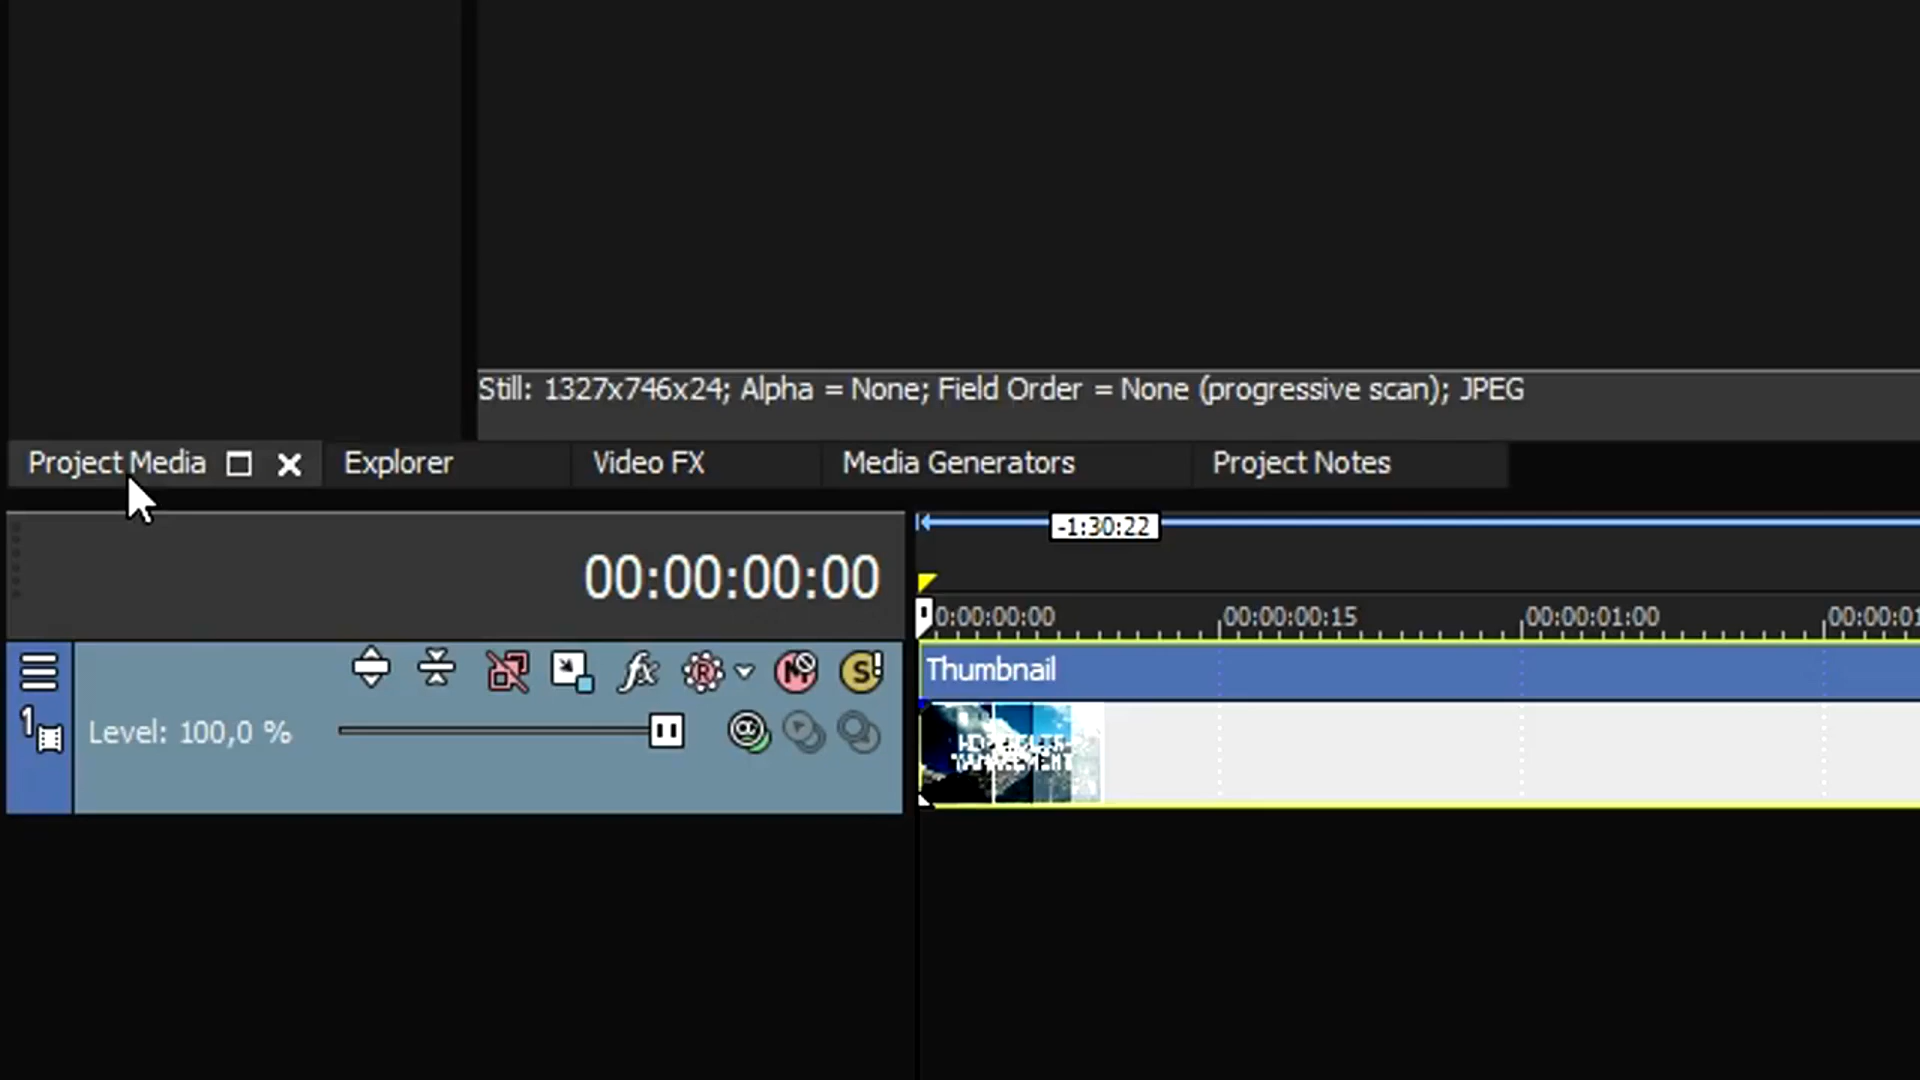 Still: 1327x746x24; Alpha = None; Field Order = None (progressive scan); JPEG
Project Media
Explorer
Video FX
Media Generators
Project Notes
-1:30:22
00:00:00:00
0:00:00:00
00:00:00:15
00:00:01:00
00:00:01
Thumbnail
1
Level: 100,0 %